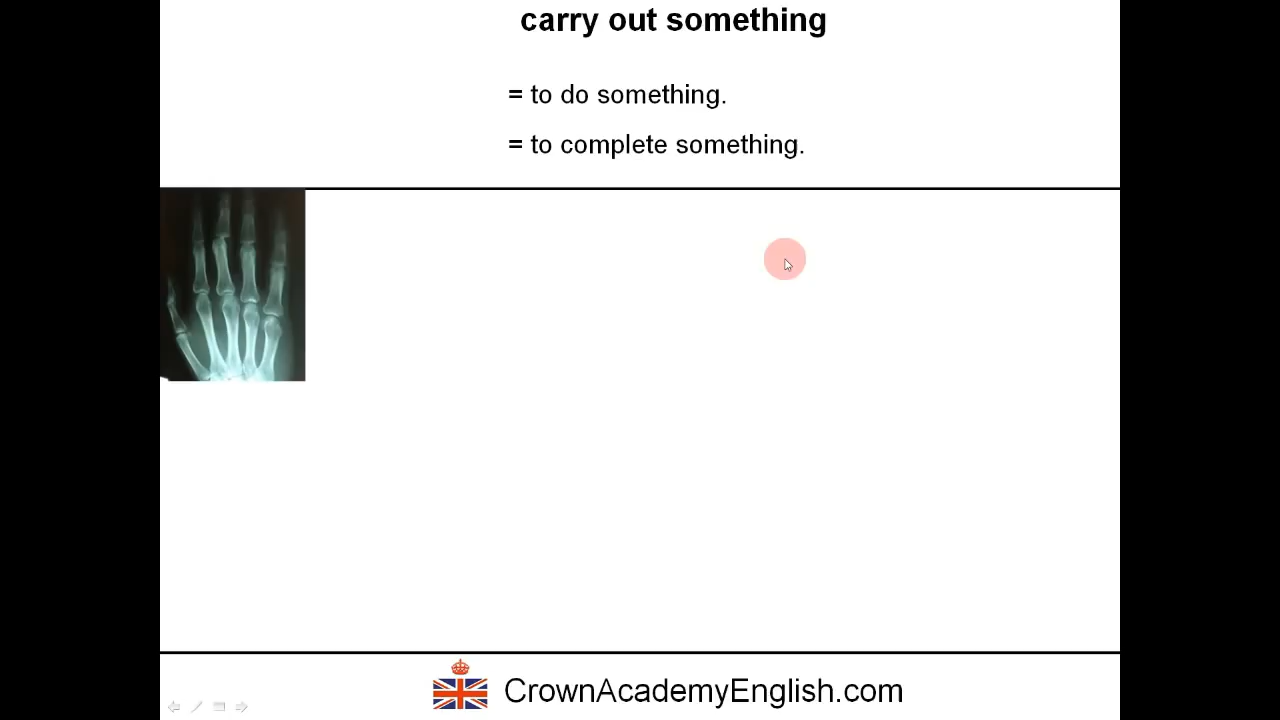 carry out something
= to do something.
= to complete something.
CrownAcademyEnglish.com